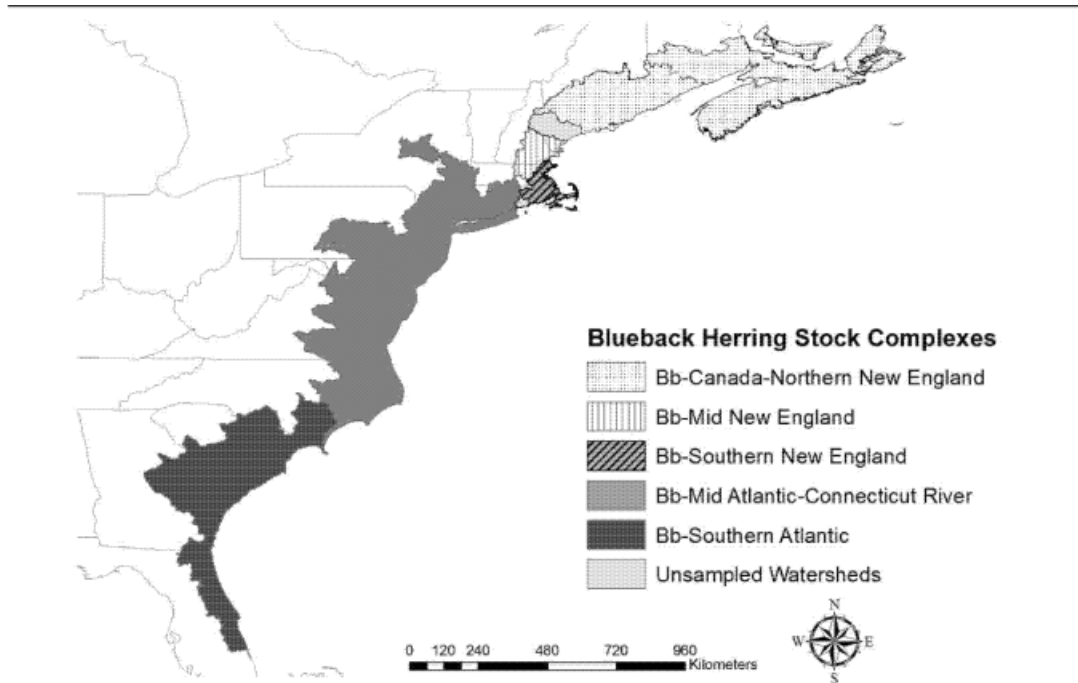 Blueback Herring Stock Complexes
Bb-Canada-Northern New England
Bb-Mid New England
Bb-Southern New England
Bb-Mid Atlantic-Connecticut River
Bb-Southern Atlantic
Unsampled Watersheds
N
W E
S
0 120 240 480 720 960
Kilometers